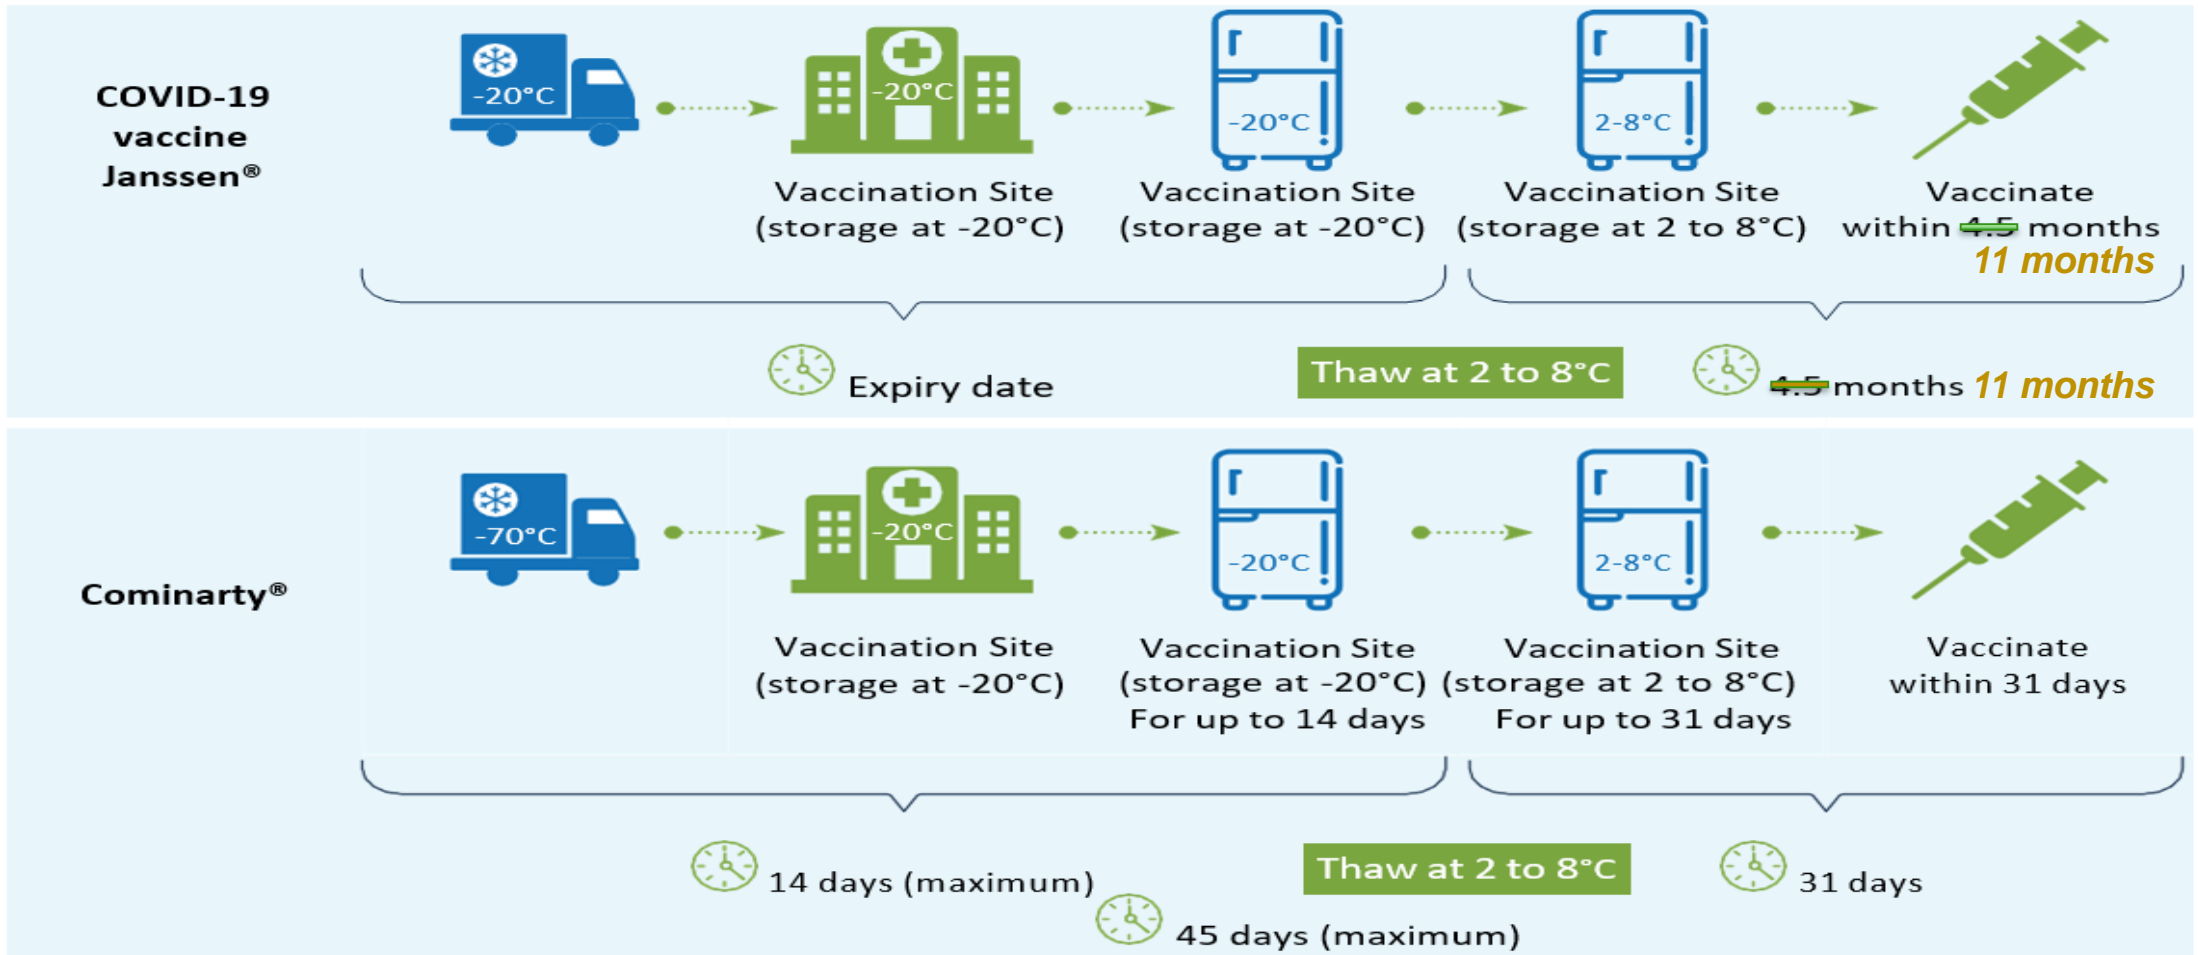 COVID-19
vaccine
Janssen®
-20°C
-20°C
-20°C
2-8°C
Vaccination Site
(storage at -20°C)
Vaccination Site
(storage at -20°C)
Vaccination Site
(storage at 2 to 8°C)
Vaccinate
within 4.5 months
11 months
Expiry date
Thaw at 2 to 8°C
4.5 months 11 months
Cominarty®
-70°C
-20°C
-20°C
2-8°C
Vaccination Site
(storage at -20°C)
Vaccination Site
(storage at -20°C)
For up to 14 days
Vaccination Site
(storage at 2 to 8°C)
For up to 31 days
Vaccinate
within 31 days
14 days (maximum)
Thaw at 2 to 8°C
31 days
45 days (maximum)